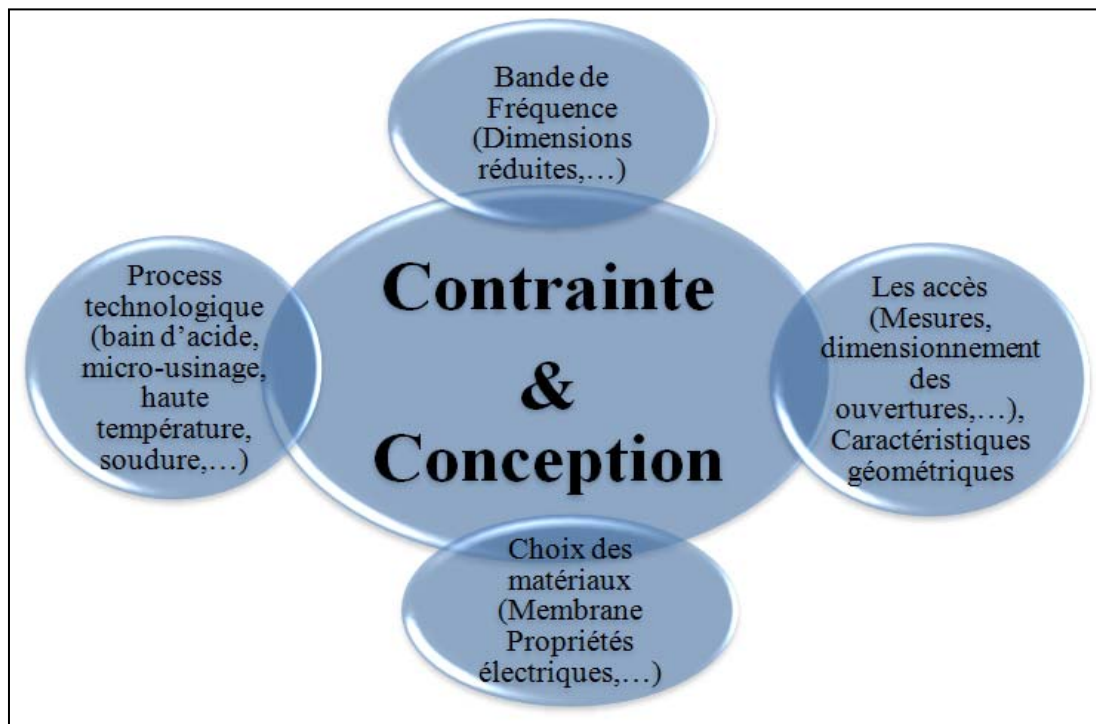 Bande de
Fréquence
(Dimensions
réduites,…)
Contrainte
&
Conception
Process
technologique
(bain d’acide,
micro-usinage,
haute
température,
soudure,…)
Les accès
(Mesures,
dimensionnement
des
ouvertures,…),
Caractéristiques
géométriques
Choix des
matériaux
(Membrane
Propriétés
électriques,…)